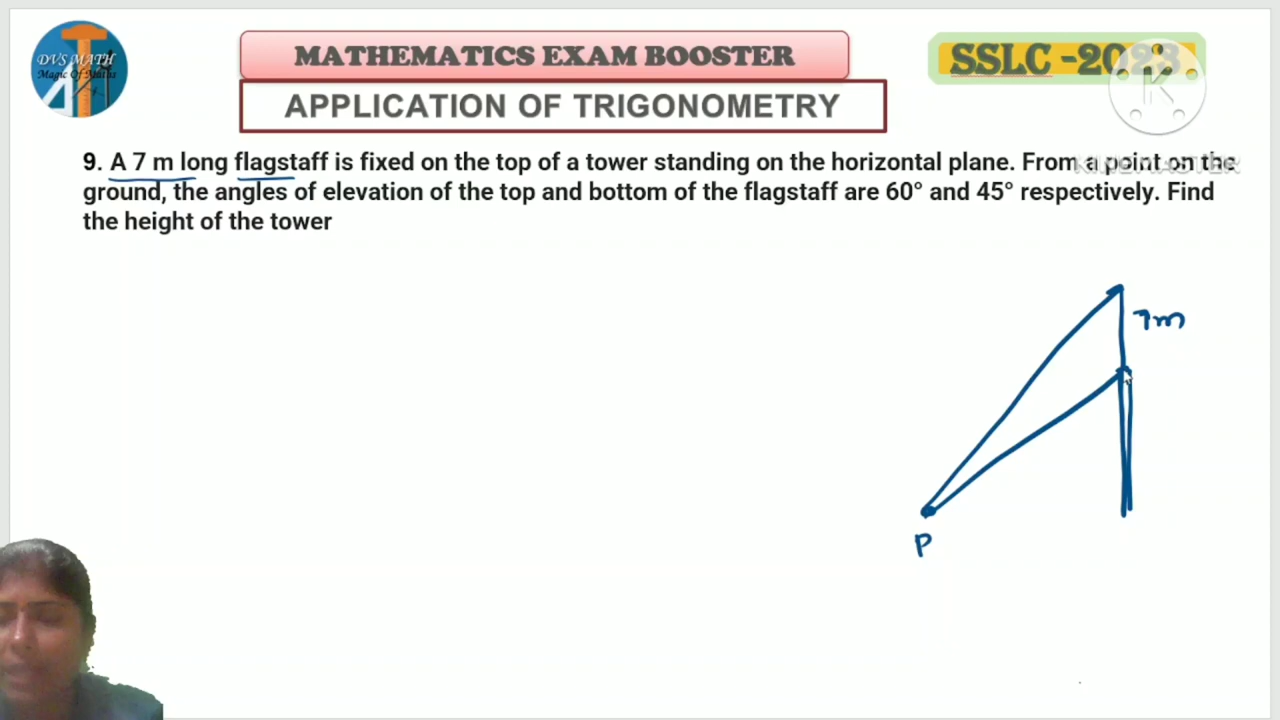 DVS MATH
Magic Of Maths
MATHEMATICS EXAM BOOSTER
SSLC -2023
K
APPLICATION OF TRIGONOMETRY
KINEMASTER
9. A 7 m long flagstaff is fixed on the top of a tower standing on the horizontal plane. From a point on the
ground, the angles of elevation of the top and bottom of the flagstaff are 60° and 45° respectively. Find
the height of the tower
7m
P